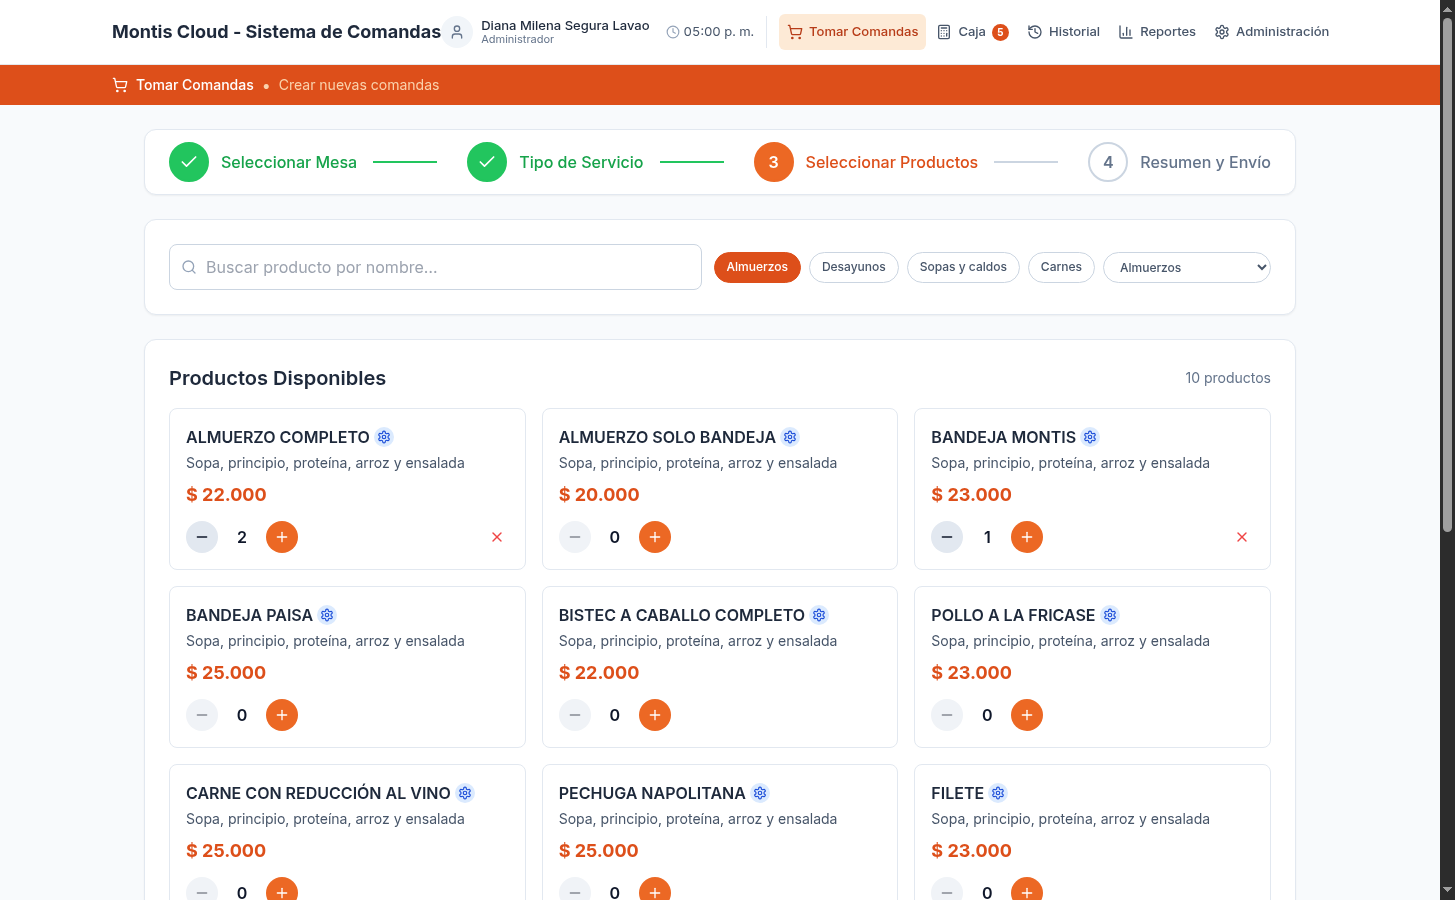 Montis Cloud - Sistema de Comandas
Diana Milena Segura Lavao
Administrador
05:00 p. m.
Tomar Comandas
Caja 5
Historial
Reportes
Administración
Tomar Comandas • Crear nuevas comandas
Seleccionar Mesa
Tipo de Servicio
3 Seleccionar Productos
4 Resumen y Envío
Buscar producto por nombre...
Almuerzos
Desayunos
Sopas y caldos
Carnes
Almuerzos
Productos Disponibles
10 productos
ALMUERZO COMPLETO
Sopa, principio, proteína, arroz y ensalada
$ 22.000
2
ALMUERZO SOLO BANDEJA
Sopa, principio, proteína, arroz y ensalada
$ 20.000
0
BANDEJA MONTIS
Sopa, principio, proteína, arroz y ensalada
$ 23.000
1
BANDEJA PAISA
Sopa, principio, proteína, arroz y ensalada
$ 25.000
0
BISTEC A CABALLO COMPLETO
Sopa, principio, proteína, arroz y ensalada
$ 22.000
0
POLLO A LA FRICASE
Sopa, principio, proteína, arroz y ensalada
$ 23.000
0
CARNE CON REDUCCIÓN AL VINO
Sopa, principio, proteína, arroz y ensalada
$ 25.000
0
PECHUGA NAPOLITANA
Sopa, principio, proteína, arroz y ensalada
$ 25.000
0
FILETE
Sopa, principio, proteína, arroz y ensalada
$ 23.000
0